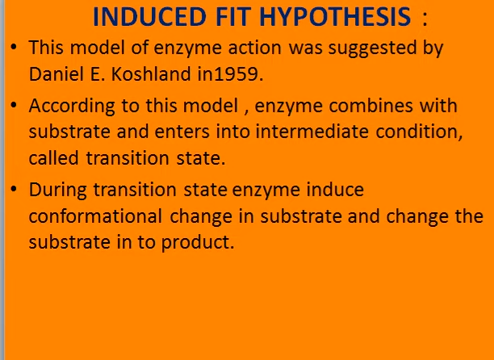 INDUCED FIT HYPOTHESIS :
• This model of enzyme action was suggested by
Daniel E. Koshland in1959.
• According to this model , enzyme combines with
substrate and enters into intermediate condition,
called transition state.
• During transition state enzyme induce
conformational change in substrate and change the
substrate in to product.